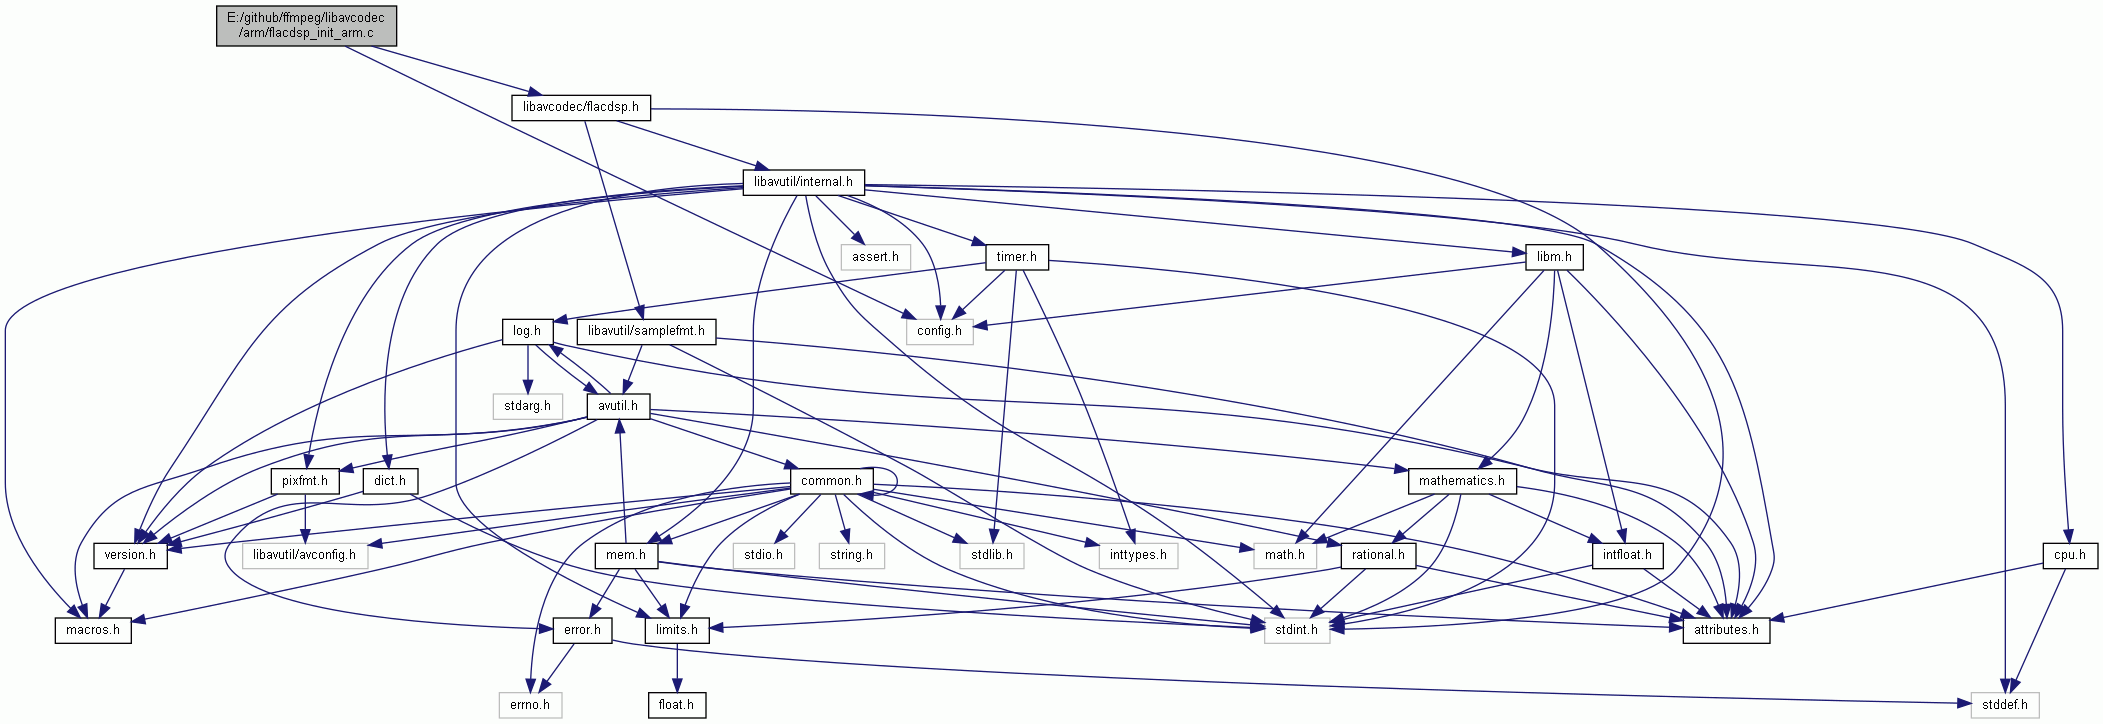 E:/github/ffmpeg/libavcodec
/arm/flacdsp_init_arm.c
libavcodec/flacdsp.h
libavutil/internal.h
assert.h
timer.h
libm.h
log.h
libavutil/samplefmt.h
config.h
stdarg.h
avutil.h
pixfmt.h
dict.h
common.h
mathematics.h
version.h
libavutil/avconfig.h
mem.h
stdio.h
string.h
stdlib.h
inttypes.h
math.h
rational.h
intfloat.h
cpu.h
macros.h
error.h
limits.h
stdint.h
attributes.h
errno.h
float.h
stddef.h